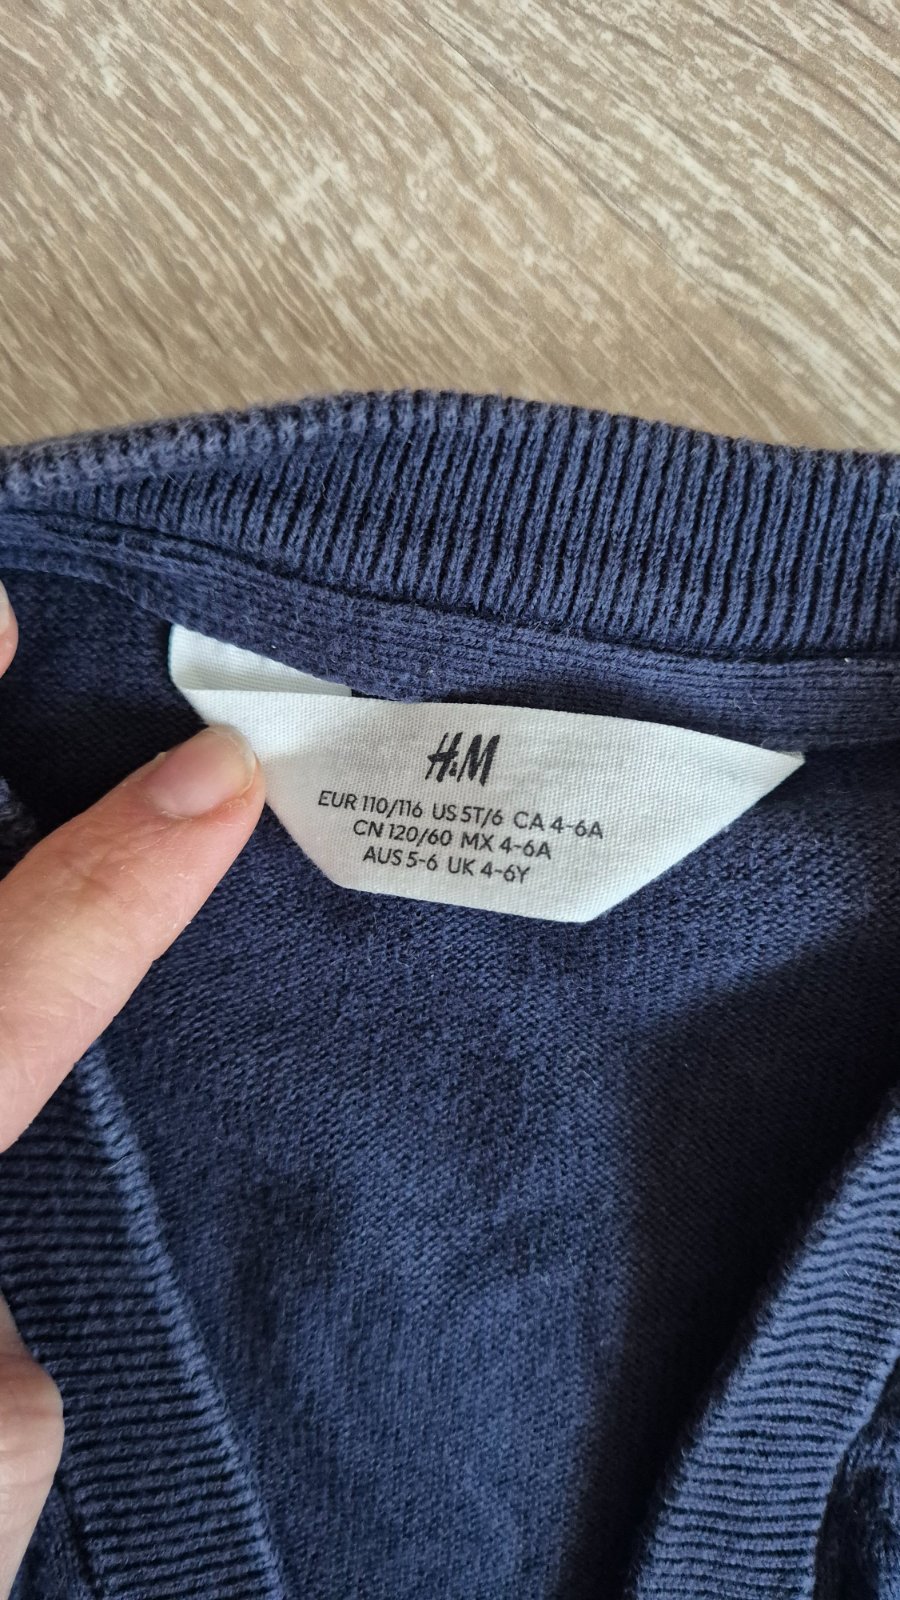 H&M
EUR 110/116 US 5T/6 CA 4-6A
CN 120/60 MX 4-6A
AUS 5-6 UK 4-6Y